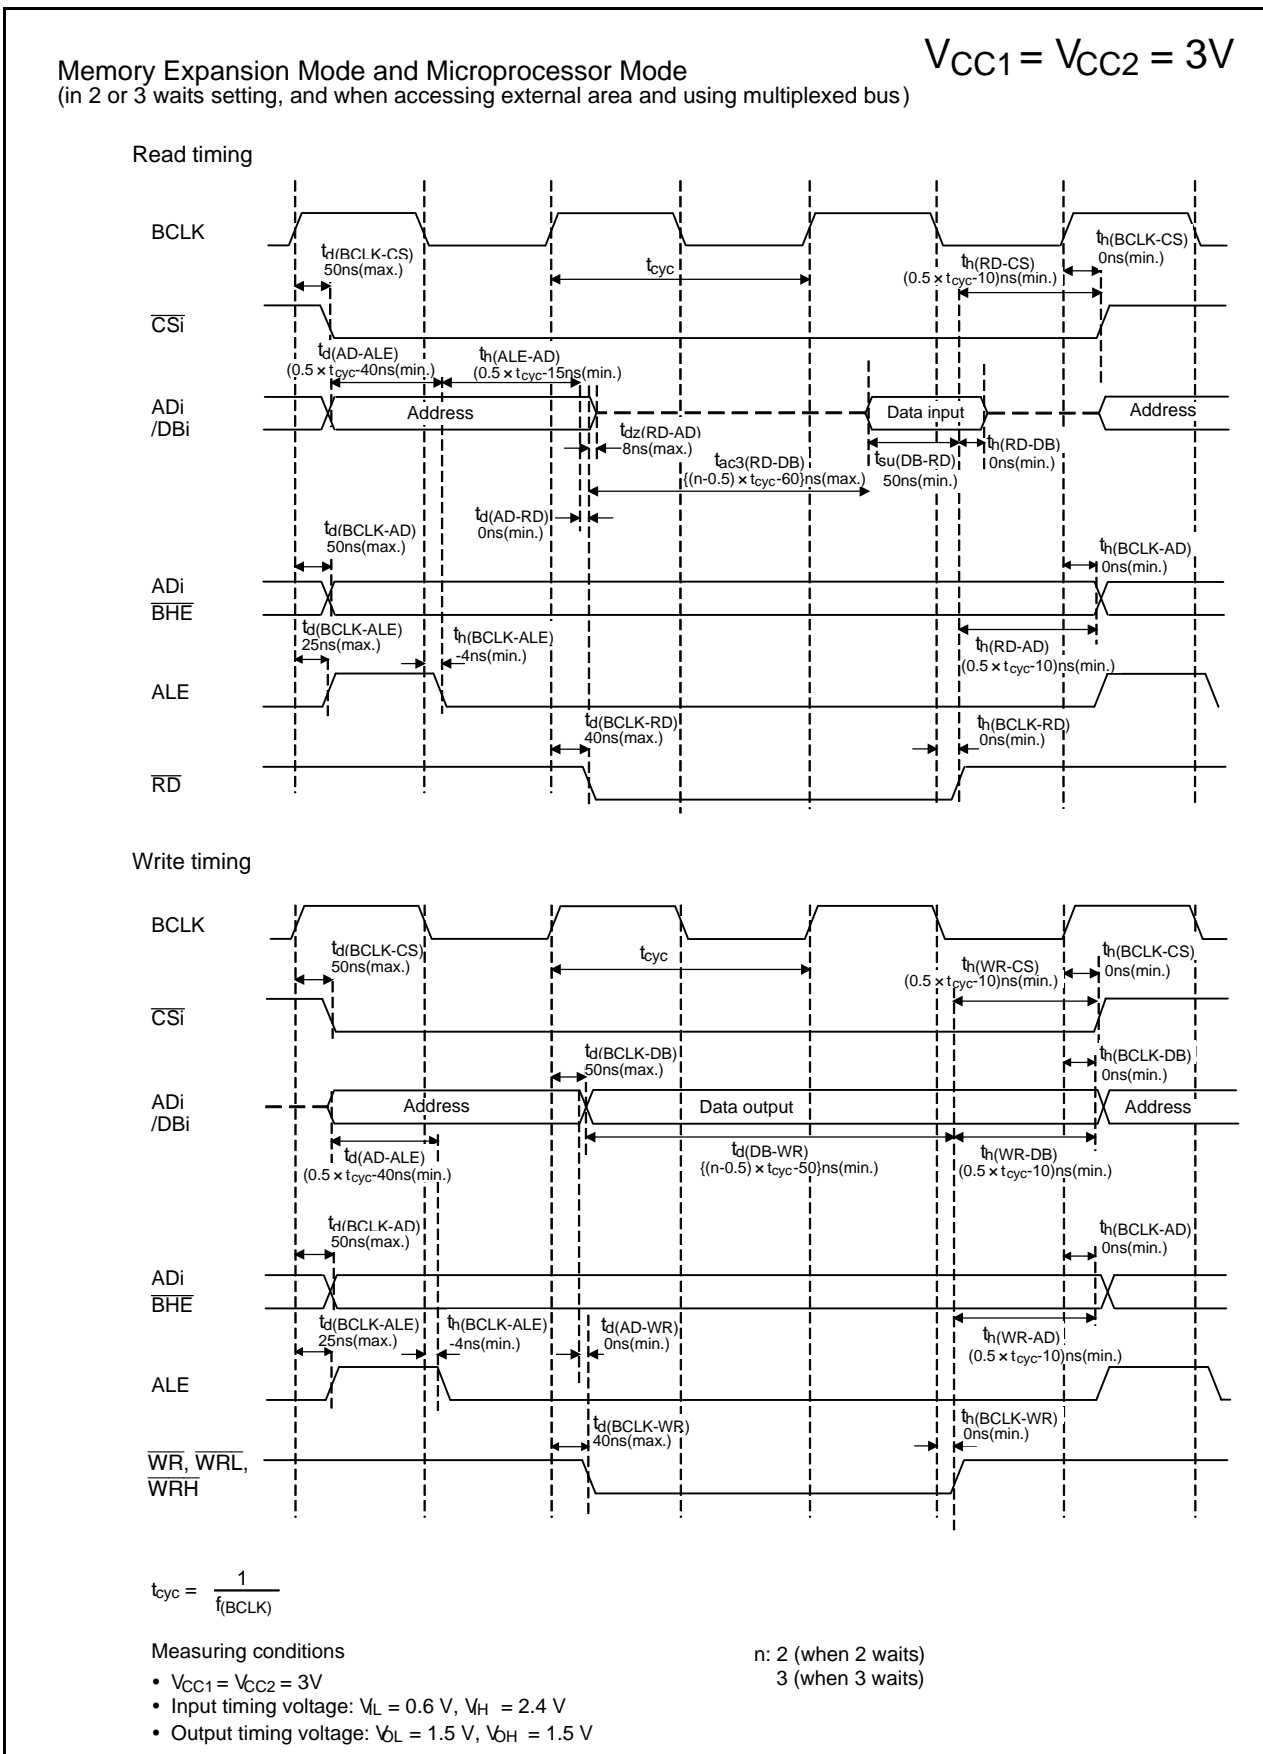 VCC1 = VCC2 = 3V
Memory Expansion Mode and Microprocessor Mode
(in 2 or 3 waits setting, and when accessing external area and using multiplexed bus)
Read timing
BCLK
td(BCLK-CS)
50ns(max.)
tcyc
th(RD-CS)
(0.5 × tcyc-10)ns(min.)
th(BCLK-CS)
0ns(min.)
CSi
td(AD-ALE)
(0.5 × tcyc-40ns(min.)
th(ALE-AD)
(0.5 × tcyc-15ns(min.)
ADi
/DBi
Address
Data input
Address
tdz(RD-AD)
8ns(max.)
tac3(RD-DB)
{(n-0.5) × tcyc-60}ns(max.)
tsu(DB-RD)
50ns(min.)
th(RD-DB)
0ns(min.)
td(AD-RD)
0ns(min.)
td(BCLK-AD)
50ns(max.)
th(BCLK-AD)
0ns(min.)
ADi
BHE
td(BCLK-ALE)
25ns(max.)
th(BCLK-ALE)
-4ns(min.)
th(RD-AD)
(0.5 × tcyc-10)ns(min.)
ALE
td(BCLK-RD)
40ns(max.)
th(BCLK-RD)
0ns(min.)
RD
Write timing
BCLK
td(BCLK-CS)
50ns(max.)
tcyc
th(WR-CS)
(0.5 × tcyc-10)ns(min.)
th(BCLK-CS)
0ns(min.)
CSi
td(BCLK-DB)
50ns(max.)
th(BCLK-DB)
0ns(min.)
ADi
/DBi
Address
Data output
Address
td(AD-ALE)
(0.5 × tcyc-40ns(min.)
td(DB-WR)
{(n-0.5) × tcyc-50}ns(min.)
th(WR-DB)
(0.5 × tcyc-10)ns(min.)
td(BCLK-AD)
50ns(max.)
th(BCLK-AD)
0ns(min.)
ADi
BHE
td(BCLK-ALE)
25ns(max.)
th(BCLK-ALE)
-4ns(min.)
td(AD-WR)
0ns(min.)
th(WR-AD)
(0.5 × tcyc-10)ns(min.)
ALE
td(BCLK-WR)
40ns(max.)
th(BCLK-WR)
0ns(min.)
WR, WRL,
WRH
tcyc = 1
f(BCLK)
Measuring conditions
• VCC1 = VCC2 = 3V
• Input timing voltage: VIL = 0.6 V, VIH = 2.4 V
• Output timing voltage: VOL = 1.5 V, VOH = 1.5 V
n: 2 (when 2 waits)
3 (when 3 waits)